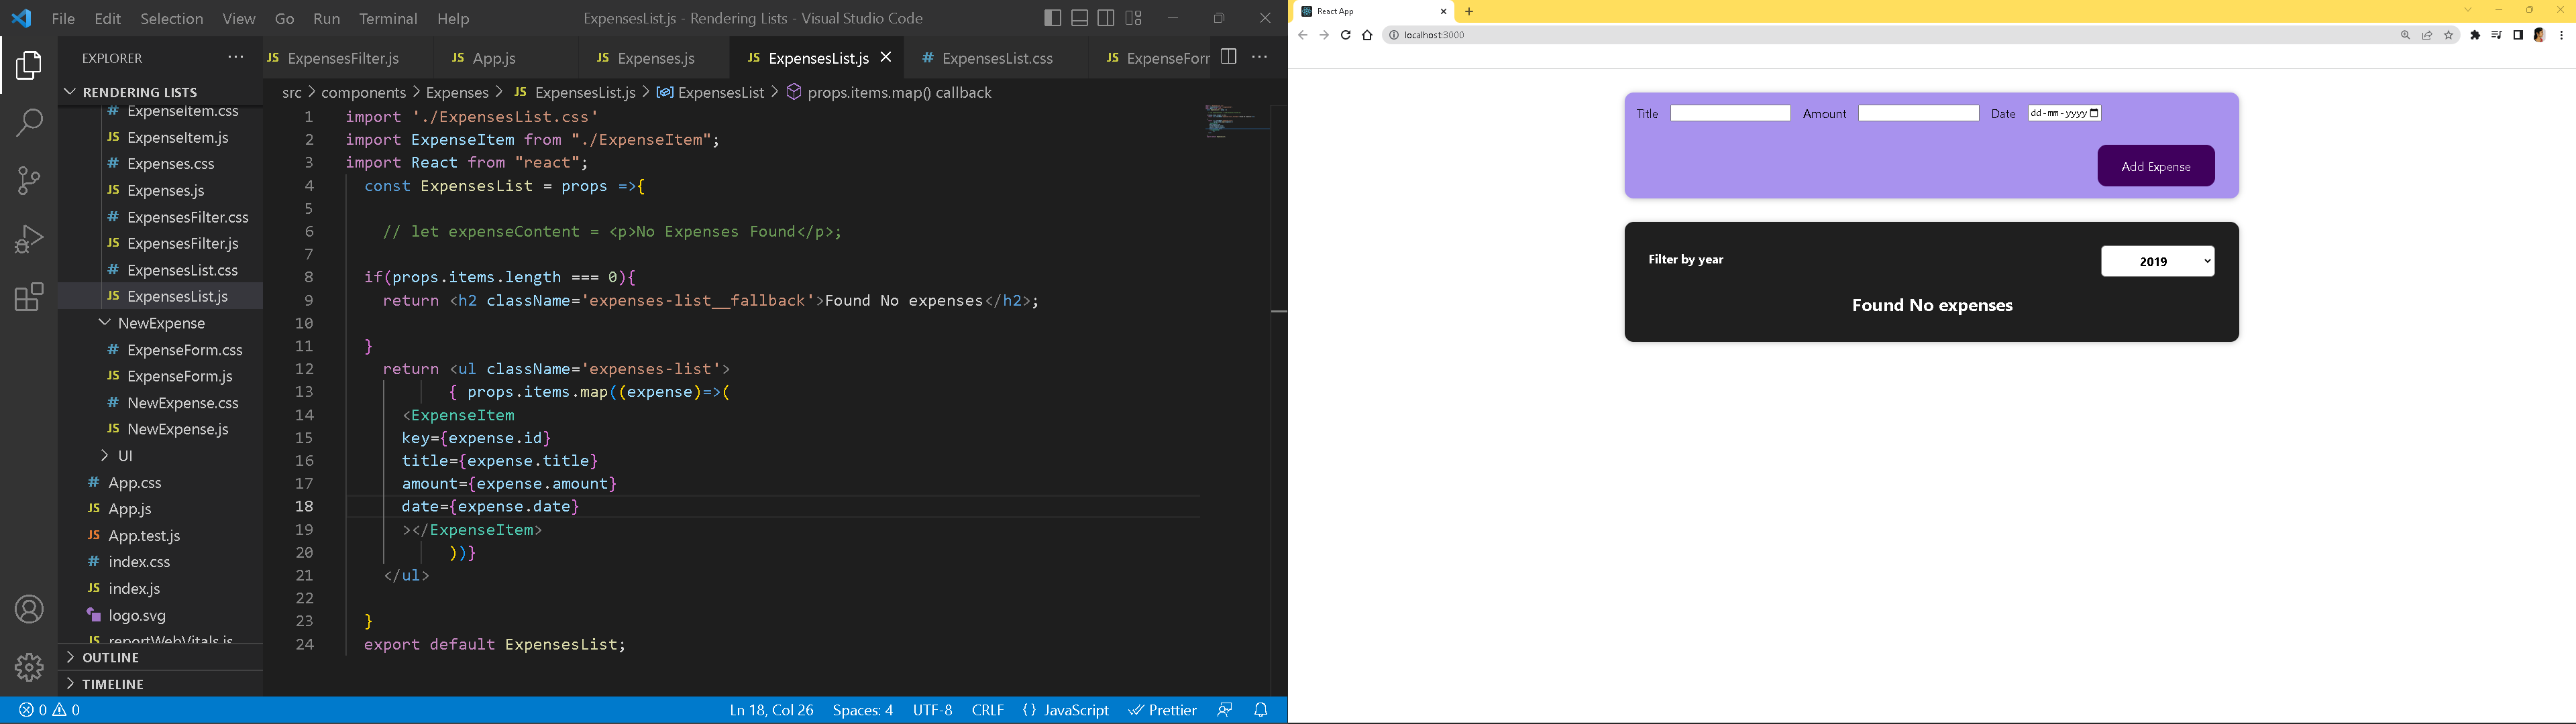 File Edit Selection View Go Run Terminal Help ExpensesList.js - Rendering Lists - Visual Studio Code
EXPLORER
RENDERING LISTS
ExpenseItem.css
JS ExpenseItem.js
# Expenses.css
JS Expenses.js
# ExpensesFilter.css
JS ExpensesFilter.js
# ExpensesList.css
JS ExpensesList.js
NewExpense
# ExpenseForm.css
JS ExpenseForm.js
# NewExpense.css
JS NewExpense.js
UI
# App.css
JS App.js
JS App.test.js
# index.css
JS index.js
logo.svg
JS reportWebVitals.js
OUTLINE
TIMELINE
JS ExpensesFilter.js JS App.js JS Expenses.js JS ExpensesList.js # ExpensesList.css JS ExpenseForr
src > components > Expenses > JS ExpensesList.js > ExpensesList > props.items.map() callback
1 import './ExpensesList.css'
2 import ExpenseItem from "./ExpenseItem";
3 import React from "react";
4 const ExpensesList = props =>{
5
6 // let expenseContent = <p>No Expenses Found</p>;
7
8 if(props.items.length === 0){
9 return <h2 className='expenses-list__fallback'>Found No expenses</h2>;
10
11 }
12 return <ul className='expenses-list'>
13 { props.items.map((expense)=>(
14 <ExpenseItem
15 key={expense.id}
16 title={expense.title}
17 amount={expense.amount}
18 date={expense.date}
19 ></ExpenseItem>
20 ))}
21 </ul>
22
23 }
24 export default ExpensesList;
0 0 Ln 18, Col 26 Spaces: 4 UTF-8 CRLF {} JavaScript Prettier
React App
localhost:3000
Title Amount Date dd-mm-yyyy
Add Expense
Filter by year 2019
Found No expenses